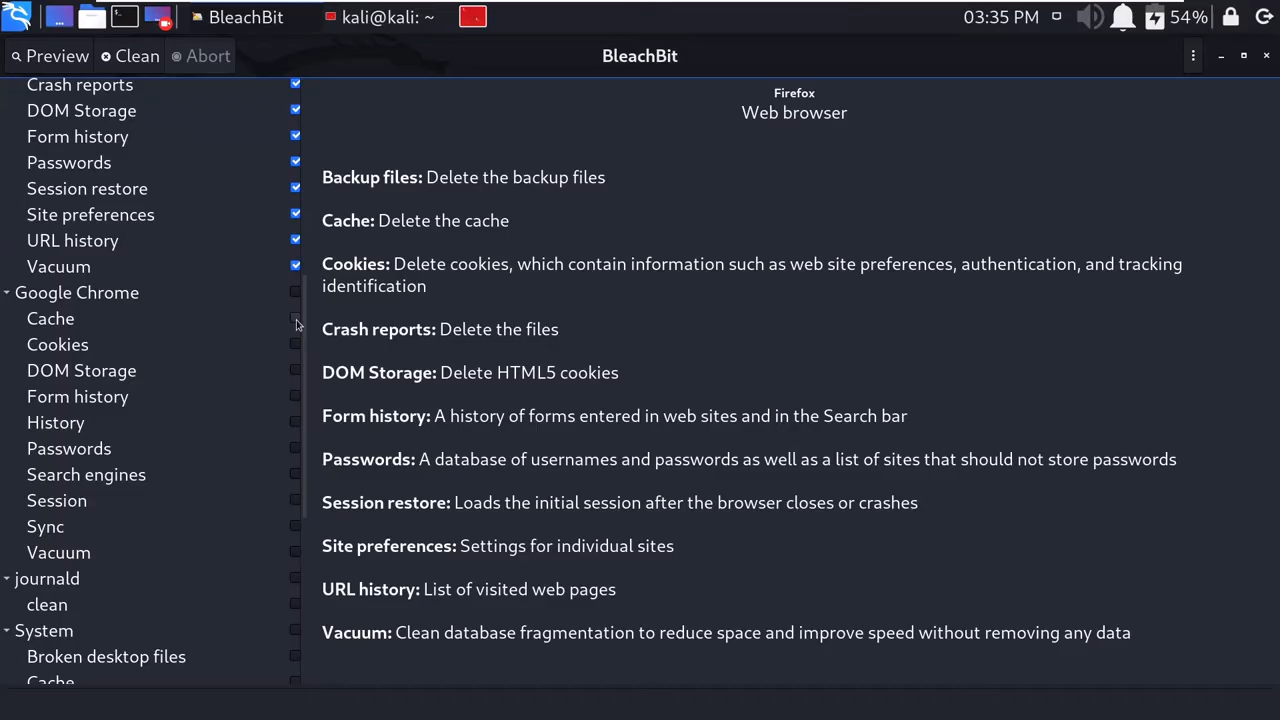 BleachBit
kali@kali: ~
03:35 PM
54%
Preview
Clean
Abort
BleachBit
Crash reports
DOM Storage
Form history
Passwords
Session restore
Site preferences
URL history
Vacuum
Google Chrome
Cache
Cookies
DOM Storage
Form history
History
Passwords
Search engines
Session
Sync
Vacuum
journald
clean
System
Broken desktop files
Cache
Firefox
Web browser
Backup files: Delete the backup files
Cache: Delete the cache
Cookies: Delete cookies, which contain information such as web site preferences, authentication, and tracking
identification
Crash reports: Delete the files
DOM Storage: Delete HTML5 cookies
Form history: A history of forms entered in web sites and in the Search bar
Passwords: A database of usernames and passwords as well as a list of sites that should not store passwords
Session restore: Loads the initial session after the browser closes or crashes
Site preferences: Settings for individual sites
URL history: List of visited web pages
Vacuum: Clean database fragmentation to reduce space and improve speed without removing any data